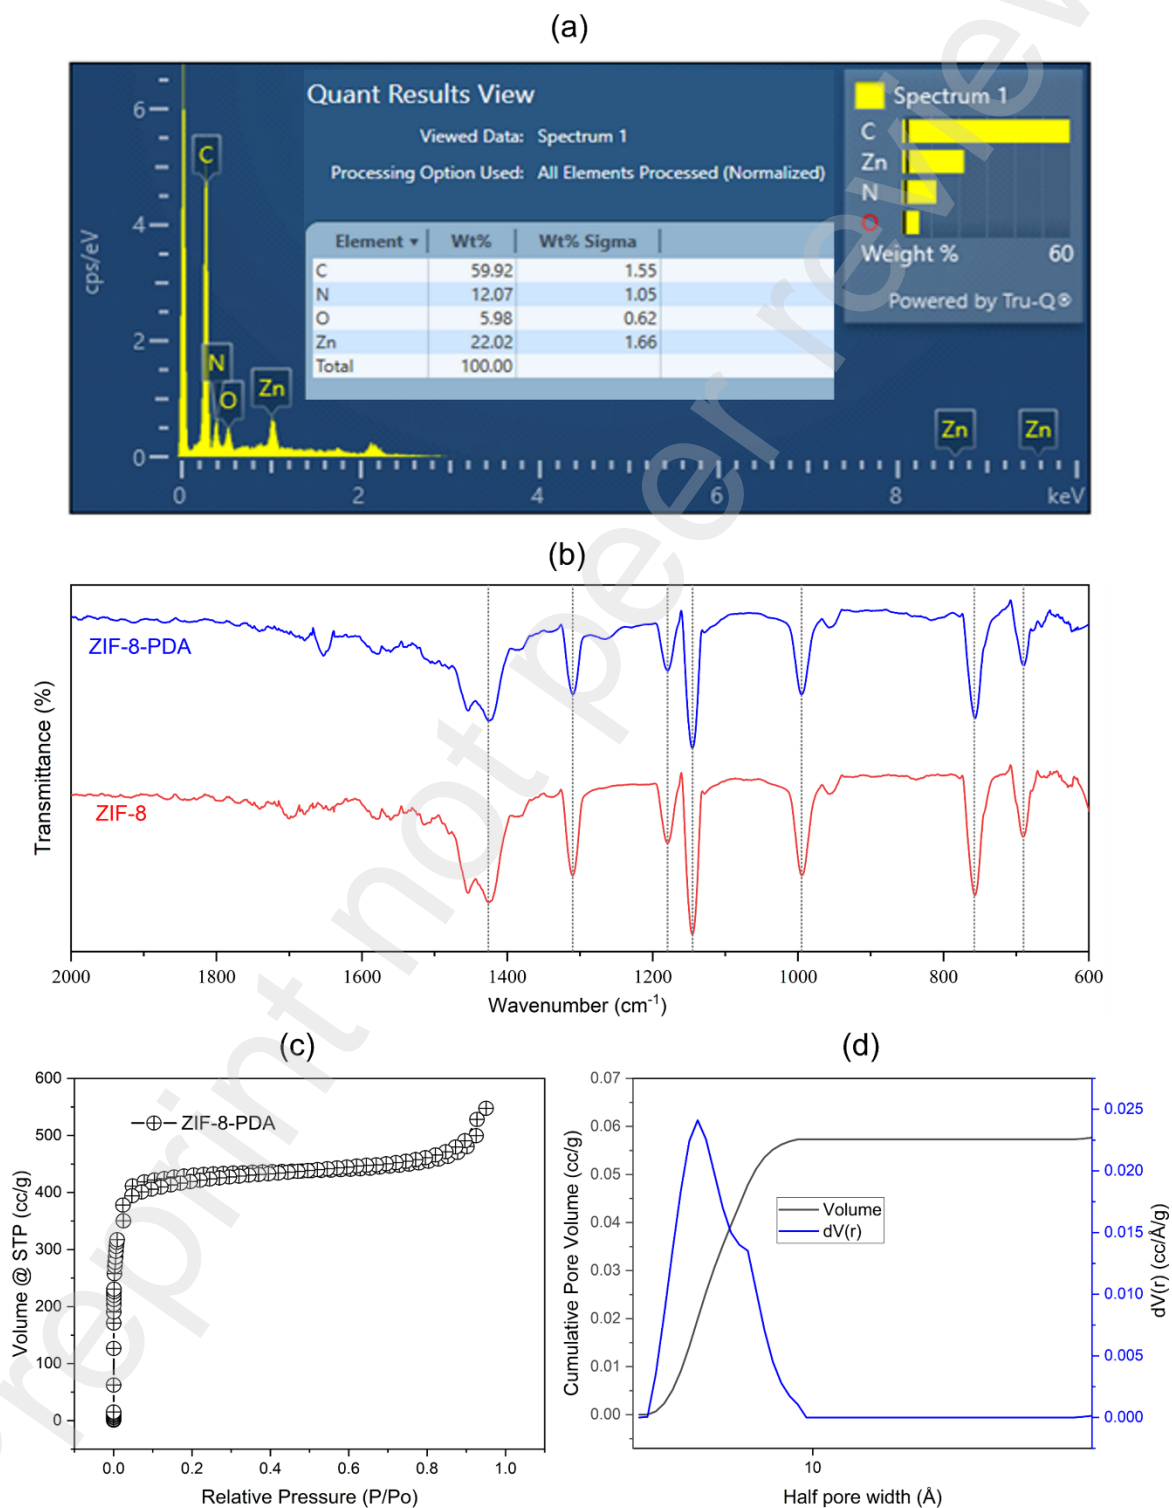 (a)
Quant Results View
Viewed Data: Spectrum 1
Processing Option Used: All Elements Processed (Normalized)
Element Wt% Wt% Sigma
C 59.92 1.55
N 12.07 1.05
O 5.98 0.62
Zn 22.02 1.66
Total 100.00
Spectrum 1
C
Zn
N
O
Weight % 60
Powered by Tru-Q®
cps/eV
6
4
2
0
C
N
O
Zn
Zn
Zn
0 2 4 6 8 keV
(b)
ZIF-8-PDA
ZIF-8
Transmittance (%)
2000 1800 1600 1400 1200 1000 800 600
Wavenumber (cm⁻¹)
(c)
ZIF-8-PDA
Volume @ STP (cc/g)
600
500
400
300
200
100
0
0.0 0.2 0.4 0.6 0.8 1.0
Relative Pressure (P/Po)
(d)
Volume
dV(r)
Cumulative Pore Volume (cc/g)
0.07
0.06
0.05
0.04
0.03
0.02
0.01
0.00
0.025
0.020
0.015
0.010
0.005
0.000
dV(r) (cc/Å/g)
10
Half pore width (Å)
reprint not peer review